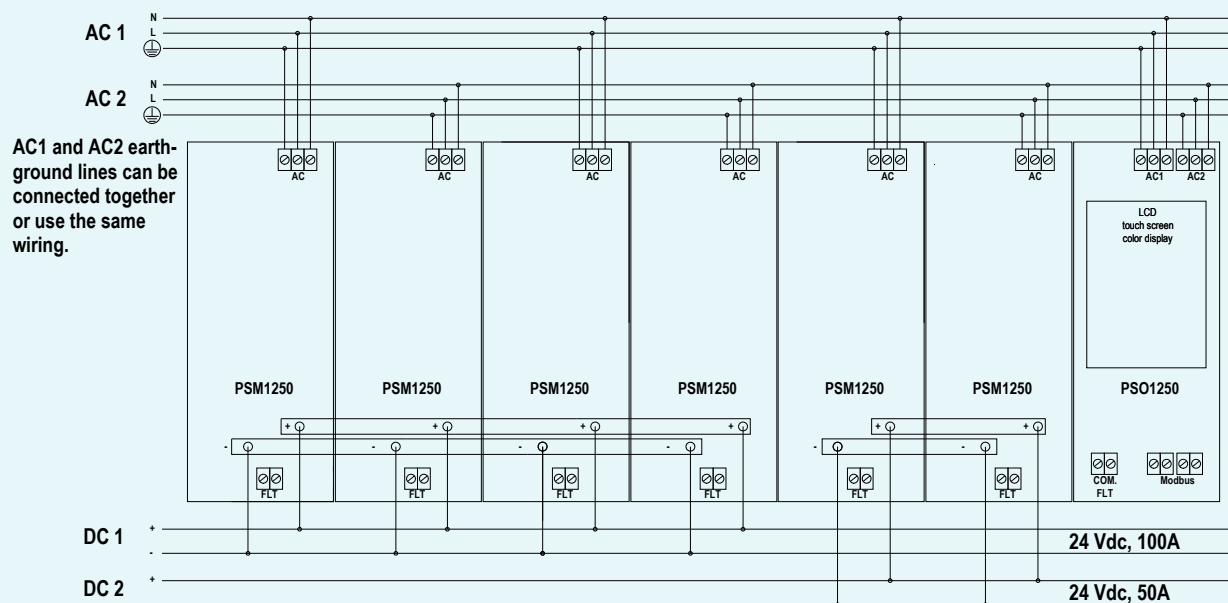 N
AC 1 L
N
AC 2 L
AC1 and AC2 earth-
ground lines can be
connected together
or use the same
wiring.
AC AC AC AC AC AC AC1 AC2
LCD
touch screen
color display
PSM1250 PSM1250 PSM1250 PSM1250 PSM1250 PSM1250 PSO1250
+ + + + + +
- - - - - -
FLT FLT FLT FLT FLT FLT COM. Modbus
FLT
DC 1 +
-
24 Vdc, 100A
DC 2 +
24 Vdc, 50A